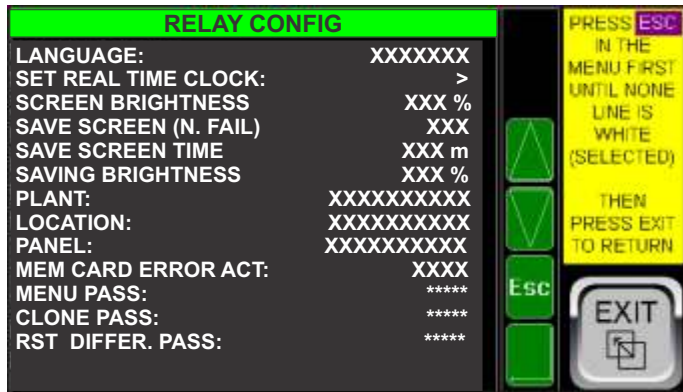 RELAY CONFIG
LANGUAGE: XXXXXXX
SET REAL TIME CLOCK: >
SCREEN BRIGHTNESS XXX %
SAVE SCREEN (N. FAIL) XXX
SAVE SCREEN TIME XXX m
SAVING BRIGHTNESS XXX %
PLANT: XXXXXXXXXX
LOCATION: XXXXXXXXXX
PANEL: XXXXXXXXXX
MEM CARD ERROR ACT: XXXX
MENU PASS: *****
CLONE PASS: *****
RST DIFFER. PASS: *****
Esc
PRESS ESC
IN THE
MENU FIRST
UNTIL NONE
LINE IS
WHITE
(SELECTED)
THEN
PRESS EXIT
TO RETURN
EXIT